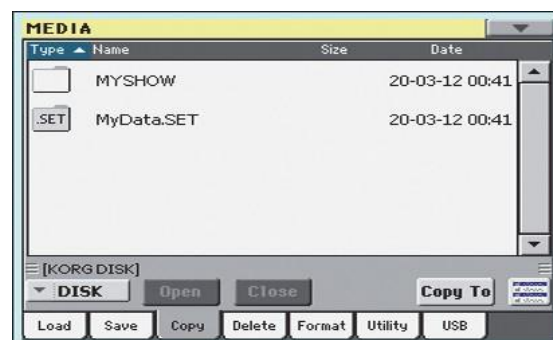 MEDIA
Type Name Size Date
MYSHOW 20-03-12 00:41
.SET MyData.SET 20-03-12 00:41
[KORG DISK]
DISK Open Close Copy To
Load Save Copy Delete Format Utility USB